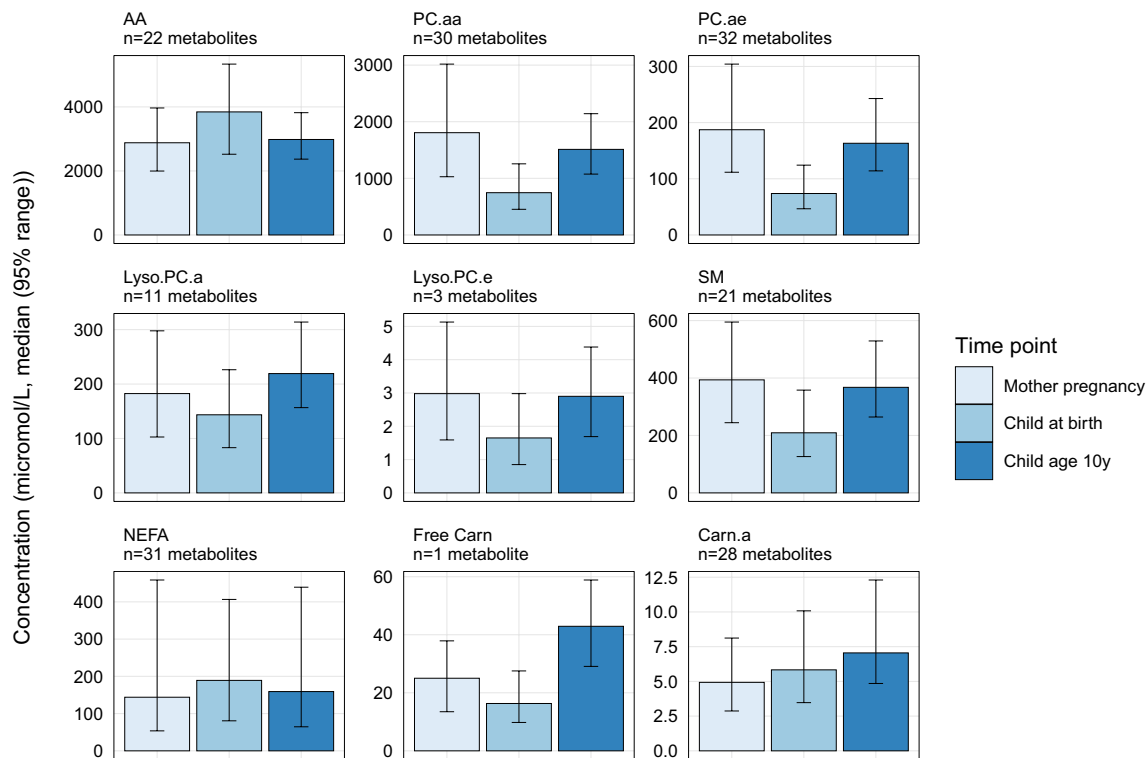 AA
n=22 metabolites
PC.aa
n=30 metabolites
PC.ae
n=32 metabolites
4000
2000
0
3000
2000
1000
0
300
200
100
0
Lyso.PC.a
n=11 metabolites
Lyso.PC.e
n=3 metabolites
SM
n=21 metabolites
300
200
100
0
5
4
3
2
1
0
600
400
200
0
NEFA
n=31 metabolites
Free Carn
n=1 metabolite
Carn.a
n=28 metabolites
400
300
200
100
0
60
40
20
0
12.5
10.0
7.5
5.0
2.5
0.0
Concentration (micromol/L, median (95% range))
Time point
Mother pregnancy
Child at birth
Child age 10y